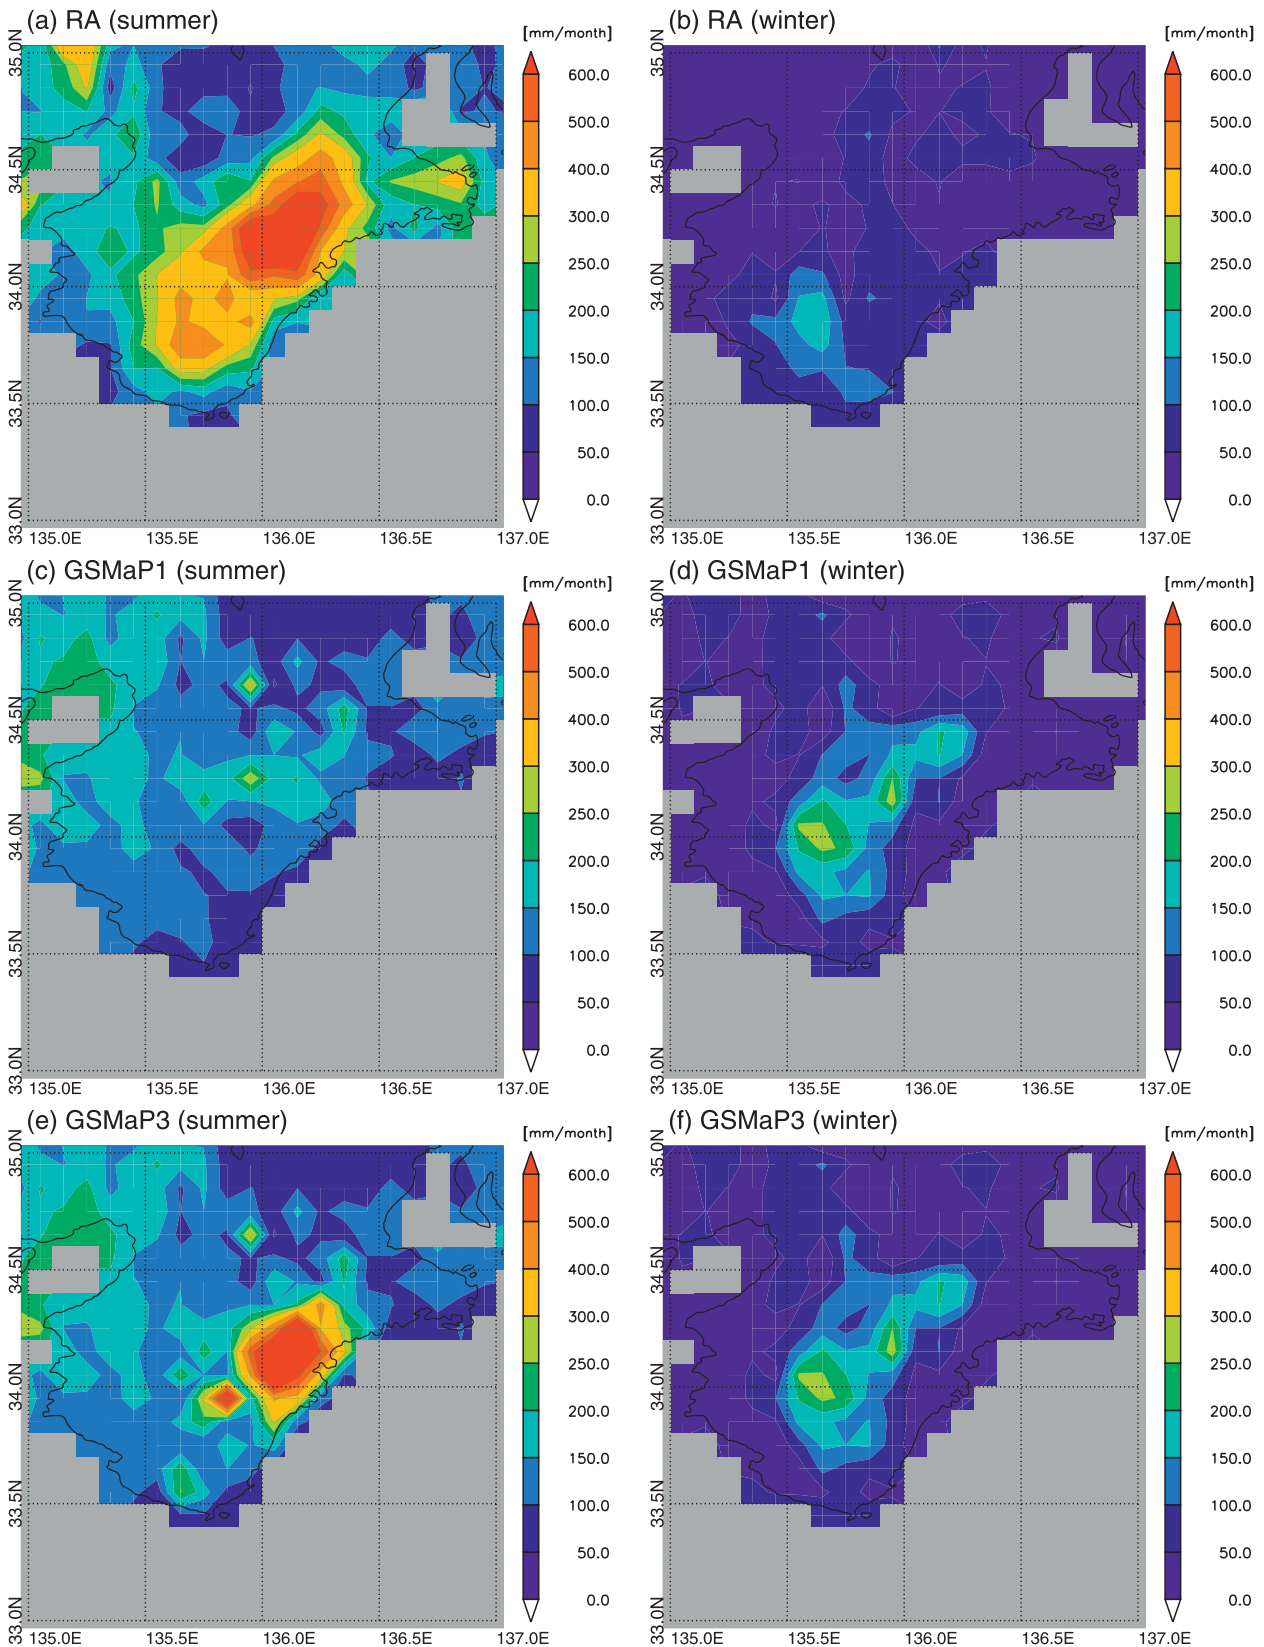 (a) RA (summer)
[mm/month]
600.0
500.0
400.0
300.0
250.0
200.0
150.0
100.0
50.0
0.0
35.0N
34.5N
34.0N
33.5N
33.0N
135.0E 135.5E 136.0E 136.5E 137.0E
(b) RA (winter)
[mm/month]
600.0
500.0
400.0
300.0
250.0
200.0
150.0
100.0
50.0
0.0
35.0N
34.5N
34.0N
33.5N
33.0N
135.0E 135.5E 136.0E 136.5E 137.0E
(c) GSMaP1 (summer)
[mm/month]
600.0
500.0
400.0
300.0
250.0
200.0
150.0
100.0
50.0
0.0
35.0N
34.5N
34.0N
33.5N
33.0N
135.0E 135.5E 136.0E 136.5E 137.0E
(d) GSMaP1 (winter)
[mm/month]
600.0
500.0
400.0
300.0
250.0
200.0
150.0
100.0
50.0
0.0
35.0N
34.5N
34.0N
33.5N
33.0N
135.0E 135.5E 136.0E 136.5E 137.0E
(e) GSMaP3 (summer)
[mm/month]
600.0
500.0
400.0
300.0
250.0
200.0
150.0
100.0
50.0
0.0
35.0N
34.5N
34.0N
33.5N
33.0N
135.0E 135.5E 136.0E 136.5E 137.0E
(f) GSMaP3 (winter)
[mm/month]
600.0
500.0
400.0
300.0
250.0
200.0
150.0
100.0
50.0
0.0
35.0N
34.5N
34.0N
33.5N
33.0N
135.0E 135.5E 136.0E 136.5E 137.0E